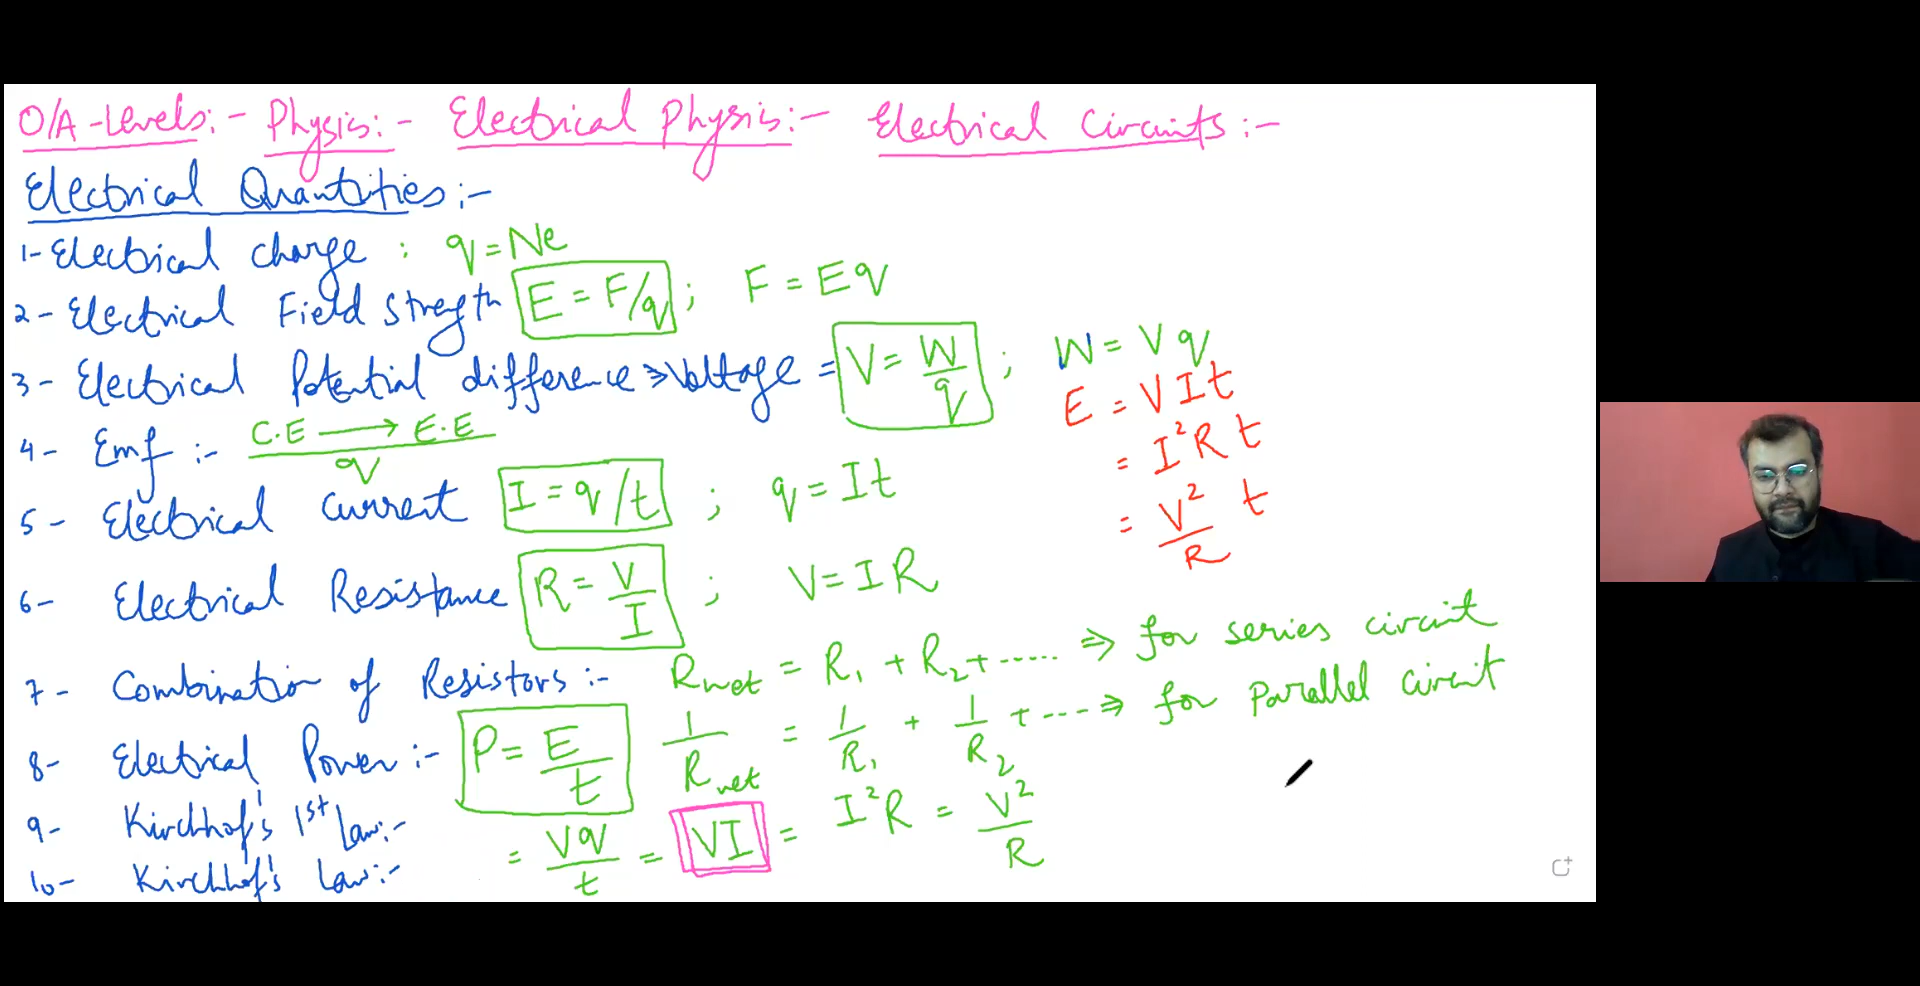 O/A-Levels:- Physics:- Electrical Physics:- Electrical Circuits:-
Electrical Quantities:-
1- Electrical charge : q = Ne
2- Electrical Field Strength E = F/q ; F = Eq
3- Electrical Potential difference ⇒ Voltage = V = W/q ; W = Vq
E = VIt
= I²Rt
= V²/R t
4- Emf :- C.E → E.E / q
5- Electrical Current I = q/t ; q = It
6- Electrical Resistance R = V/I ; V = IR
7- Combination of Resistors:- Rnet = R₁ + R₂ + ..... ⇒ for series circuit
1/Rnet = 1/R₁ + 1/R₂ + .... ⇒ for parallel circuit
8- Electrical Power:- P = E/t
= Vq/t = VI = I²R = V²/R
9- Kirchhof's 1st Law:-
10- Kirchhof's Law:-